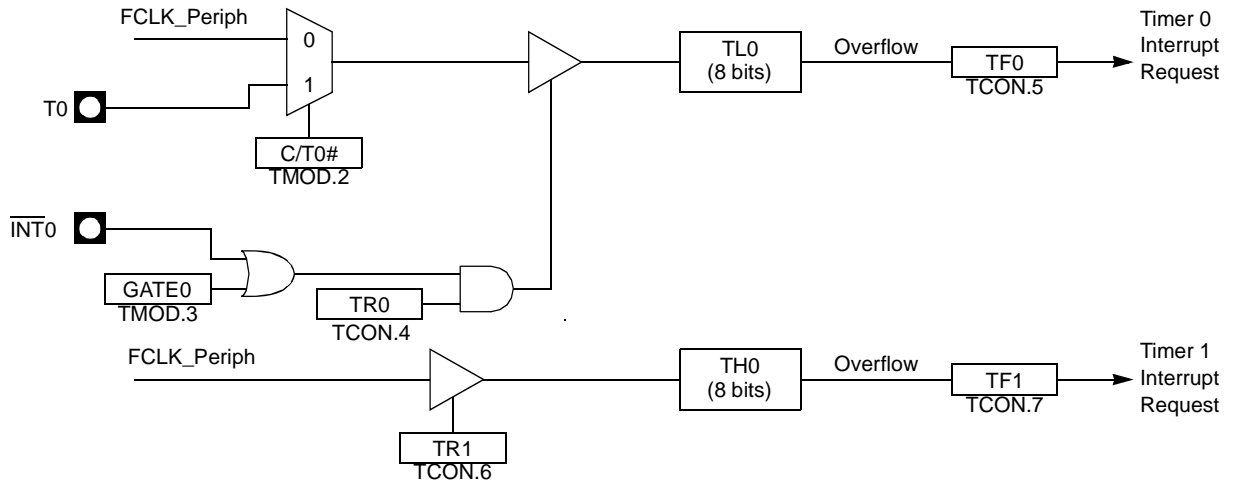 FCLK_Periph
0
1
T0
C/T0#
TMOD.2
TL0
(8 bits)
Overflow
TF0
TCON.5
Timer 0
Interrupt
Request
INT0
GATE0
TMOD.3
TR0
TCON.4
FCLK_Periph
TR1
TCON.6
TH0
(8 bits)
Overflow
TF1
TCON.7
Timer 1
Interrupt
Request